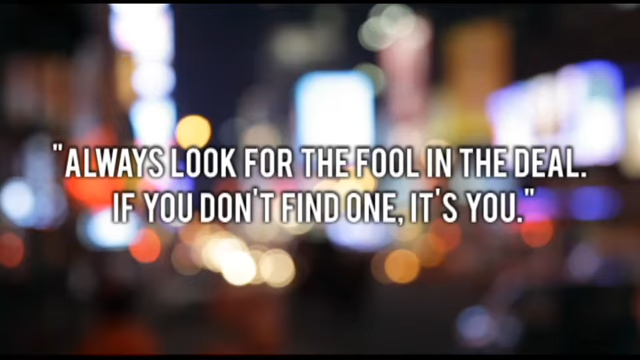 "ALWAYS LOOK FOR THE FOOL IN THE DEAL.
IF YOU DON'T FIND ONE, IT'S YOU."